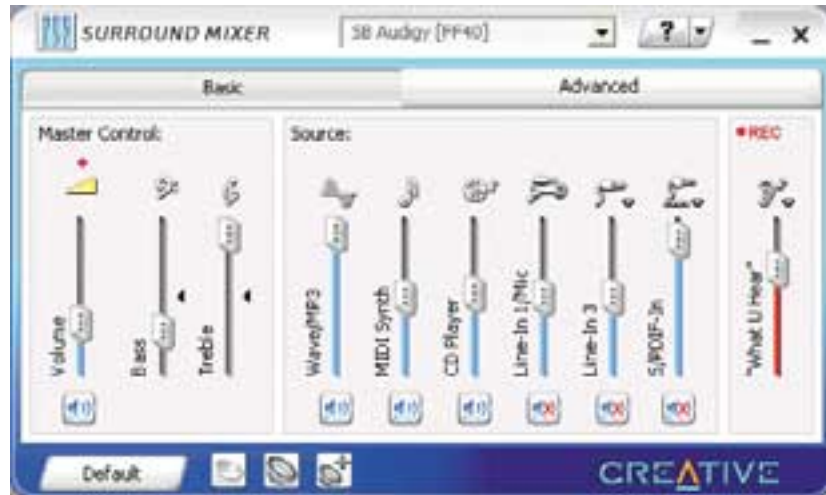 SURROUND MIXER
SB Audigy [FF40]
?
Basic
Advanced
Master Control:
Source:
REC
Volume
Bass
Treble
Wave/MP3
MIDI Synth
CD Player
Line-In 1/Mic
Line-In 3
S/PDIF-In
"What U Hear"
Default
CREATIVE